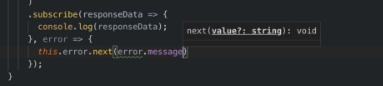 )
.subscribe(responseData => {
console.log(responseData);
}, error => {
this.error.next(error.message)
});
}
next(value?: string): void